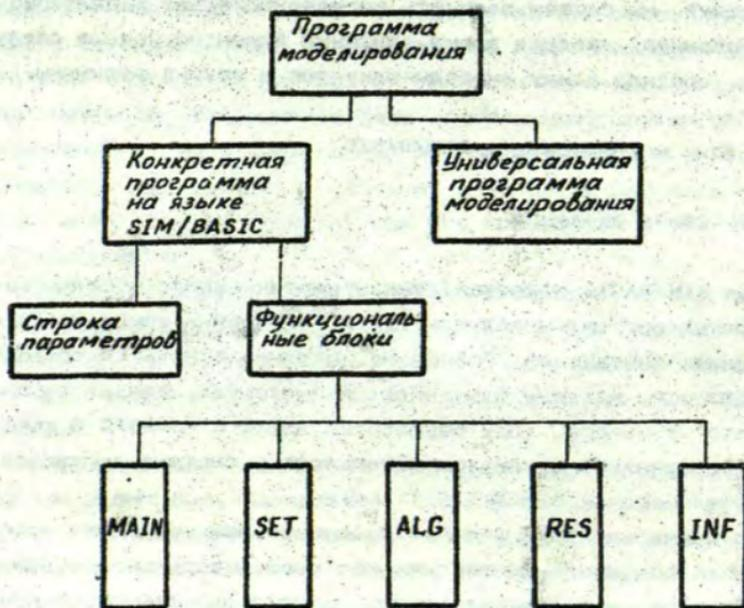 Программа
моделирования
Конкретная
программа
на языке
SIM/BASIC
Универсальная
программа
моделирования
Строка
параметров
Функциональ-
ные блоки
MAIN
SET
ALG
RES
INF